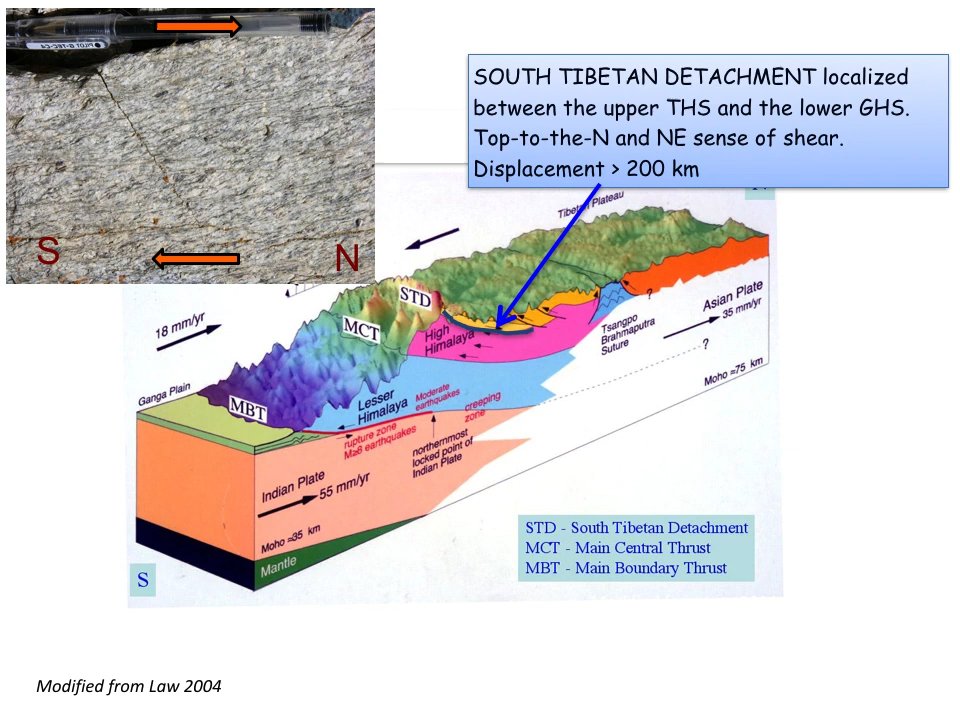 PILOT G-TEC-C4
SOUTH TIBETAN DETACHMENT localized
between the upper THS and the lower GHS.
Top-to-the-N and NE sense of shear.
Displacement > 200 km
S
N
Tibetan Plateau
STD
MCT
High
Himalaya
18 mm/yr
?
Tsangpo
Brahmaputra
Suture
Asian Plate
35 mm/yr
?
Moho ≈75 km
Ganga Plain
MBT
Lesser
Himalaya
Moderate
earthquakes
creeping
zone
rupture zone
M≥8 earthquakes
northernmost
locked point of
Indian Plate
Indian Plate
55 mm/yr
Moho ≈35 km
Mantle
S
STD - South Tibetan Detachment
MCT - Main Central Thrust
MBT - Main Boundary Thrust
Modified from Law 2004